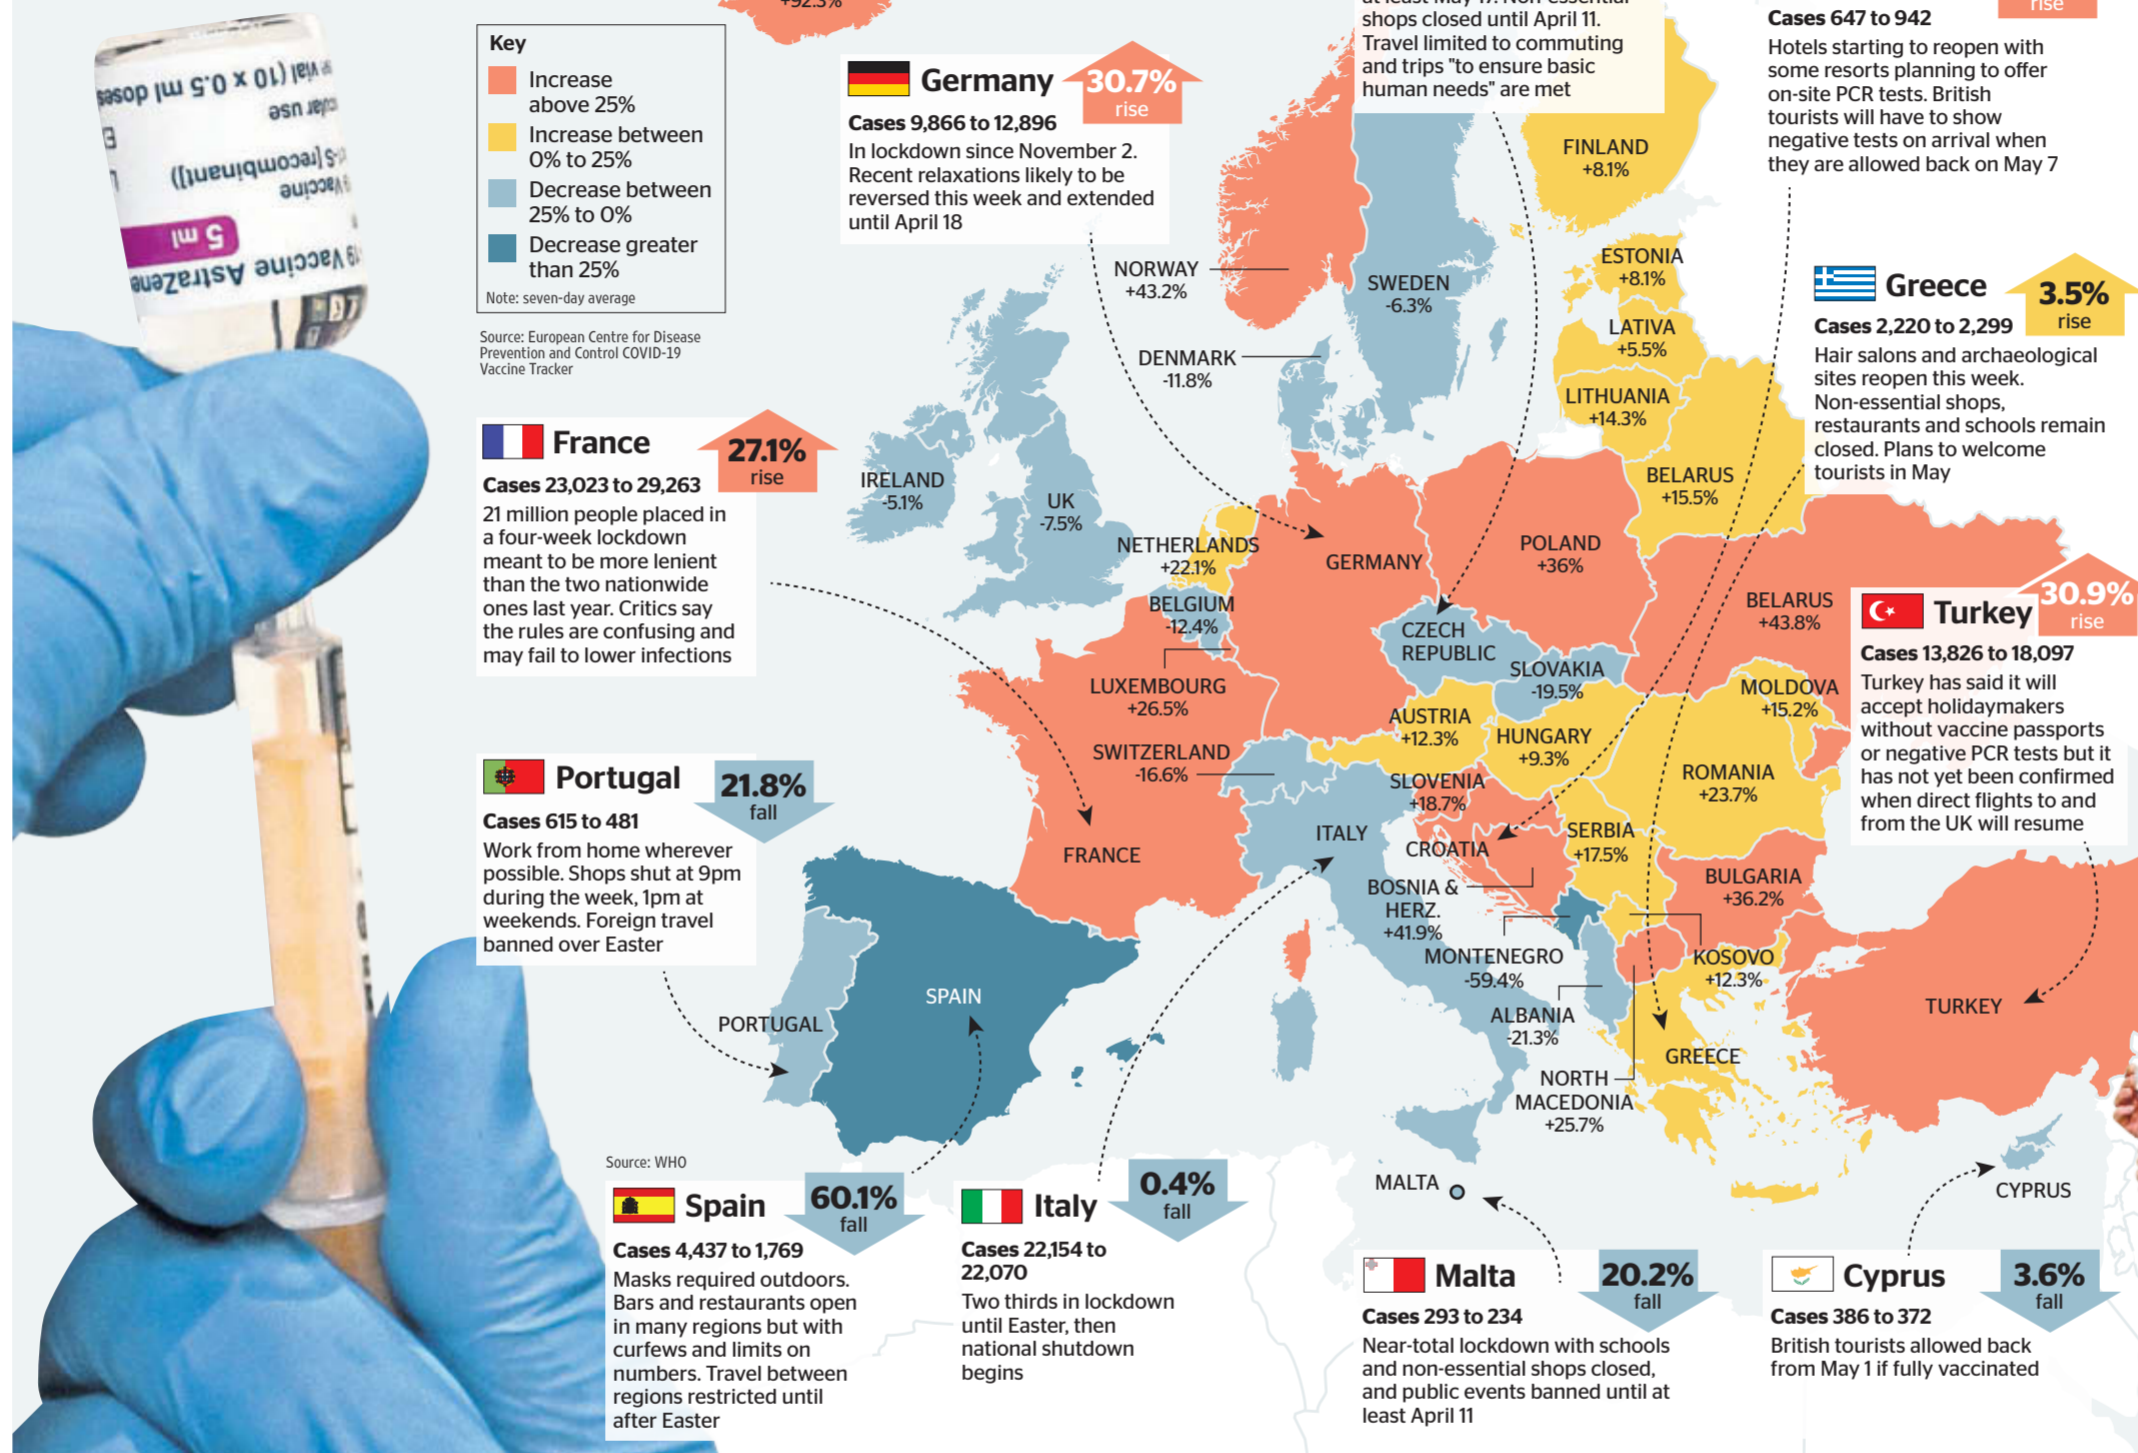 +92.3%
Key
Increase
above 25%
Increase between
0% to 25%
Decrease between
25% to 0%
Decrease greater
than 25%
Note: seven-day average
Source: European Centre for Disease
Prevention and Control COVID-19
Vaccine Tracker
vial (10 x 0.5 ml doses
use
-S [recombinant])
Vaccine
5 ml
19 Vaccine AstraZene
Germany
30.7%
rise
Cases 9,866 to 12,896
In lockdown since November 2.
Recent relaxations likely to be
reversed this week and extended
until April 18
at least May 17. Non-essential
shops closed until April 11.
Travel limited to commuting
and trips "to ensure basic
human needs" are met
rise
Cases 647 to 942
Hotels starting to reopen with
some resorts planning to offer
on-site PCR tests. British
tourists will have to show
negative tests on arrival when
they are allowed back on May 7
Greece
3.5%
rise
Cases 2,220 to 2,299
Hair salons and archaeological
sites reopen this week.
Non-essential shops,
restaurants and schools remain
closed. Plans to welcome
tourists in May
France
27.1%
rise
Cases 23,023 to 29,263
21 million people placed in
a four-week lockdown
meant to be more lenient
than the two nationwide
ones last year. Critics say
the rules are confusing and
may fail to lower infections
Turkey
30.9%
rise
Cases 13,826 to 18,097
Turkey has said it will
accept holidaymakers
without vaccine passports
or negative PCR tests but it
has not yet been confirmed
when direct flights to and
from the UK will resume
Portugal
21.8%
fall
Cases 615 to 481
Work from home wherever
possible. Shops shut at 9pm
during the week, 1pm at
weekends. Foreign travel
banned over Easter
FINLAND
+8.1%
NORWAY
+43.2%
SWEDEN
-6.3%
ESTONIA
+8.1%
LATIVA
+5.5%
DENMARK
-11.8%
LITHUANIA
+14.3%
BELARUS
+15.5%
IRELAND
-5.1%
UK
-7.5%
NETHERLANDS
+22.1%
GERMANY
POLAND
+36%
BELGIUM
-12.4%
BELARUS
+43.8%
CZECH
REPUBLIC
SLOVAKIA
-19.5%
LUXEMBOURG
+26.5%
MOLDOVA
+15.2%
AUSTRIA
+12.3%
HUNGARY
+9.3%
SWITZERLAND
-16.6%
SLOVENIA
+18.7%
ROMANIA
+23.7%
ITALY
CROATIA
SERBIA
+17.5%
FRANCE
BOSNIA &
HERZ.
+41.9%
BULGARIA
+36.2%
MONTENEGRO
-59.4%
KOSOVO
+12.3%
SPAIN
PORTUGAL
ALBANIA
-21.3%
TURKEY
GREECE
NORTH
MACEDONIA
+25.7%
MALTA
CYPRUS
Source: WHO
Spain
60.1%
fall
Cases 4,437 to 1,769
Masks required outdoors.
Bars and restaurants open
in many regions but with
curfews and limits on
numbers. Travel between
regions restricted until
after Easter
Italy
0.4%
fall
Cases 22,154 to
22,070
Two thirds in lockdown
until Easter, then
national shutdown
begins
Malta
20.2%
fall
Cases 293 to 234
Near-total lockdown with schools
and non-essential shops closed,
and public events banned until at
least April 11
Cyprus
3.6%
fall
Cases 386 to 372
British tourists allowed back
from May 1 if fully vaccinated